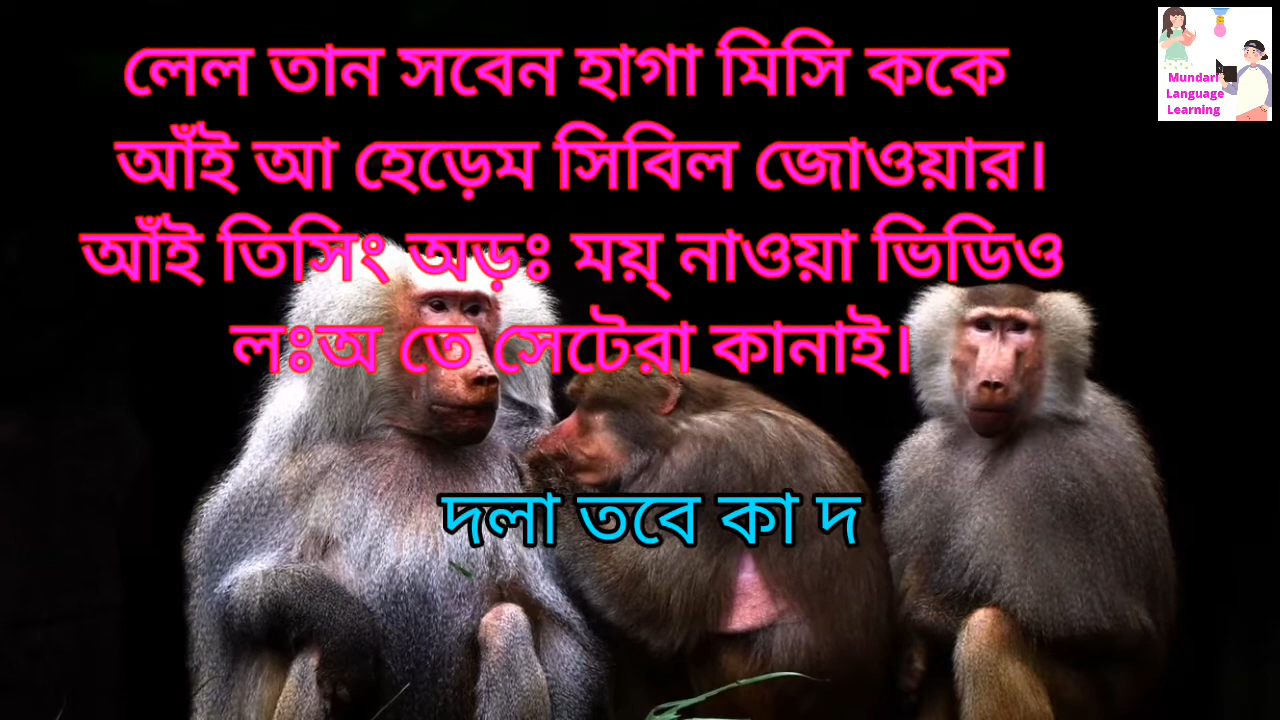 লেল তান সবেন হাগা মিসি ককে
আঁই আ হেড়েম সিবিল জোওয়ার।
আঁই তিসিং অড়ঃ ময়্ নাওয়া ভিডিও
লঃঅ তে সেটেরা কানাই।
দলা তবে কা দ
Mundari
Language
Learning